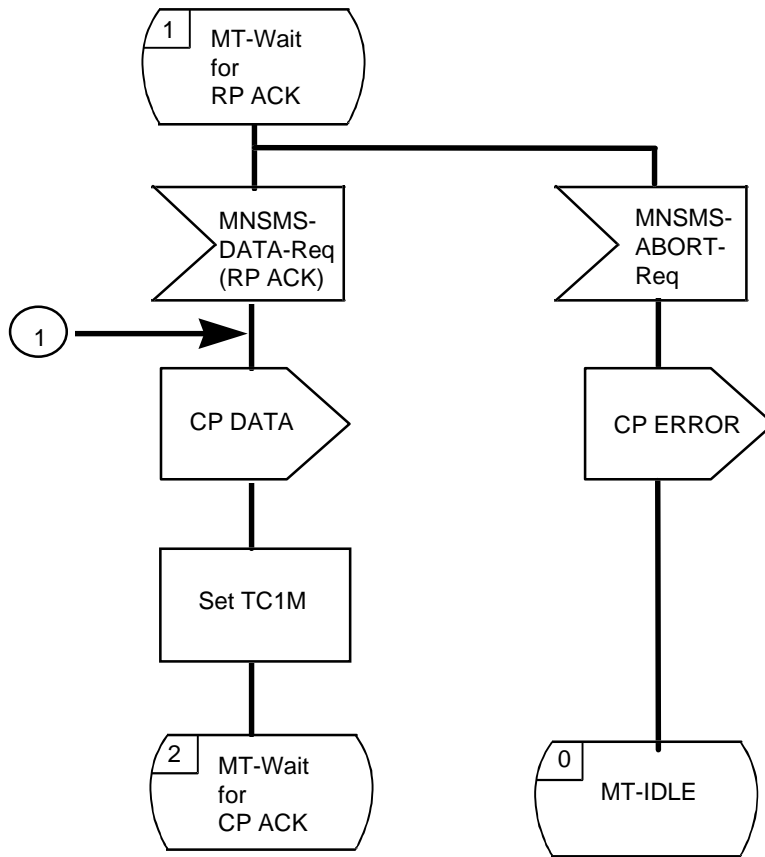 1
MT-Wait
for
RP ACK
MNSMS-
DATA-Req
(RP ACK)
MNSMS-
ABORT-
Req
1
CP DATA
CP ERROR
Set TC1M
2
MT-Wait
for
CP ACK
0
MT-IDLE